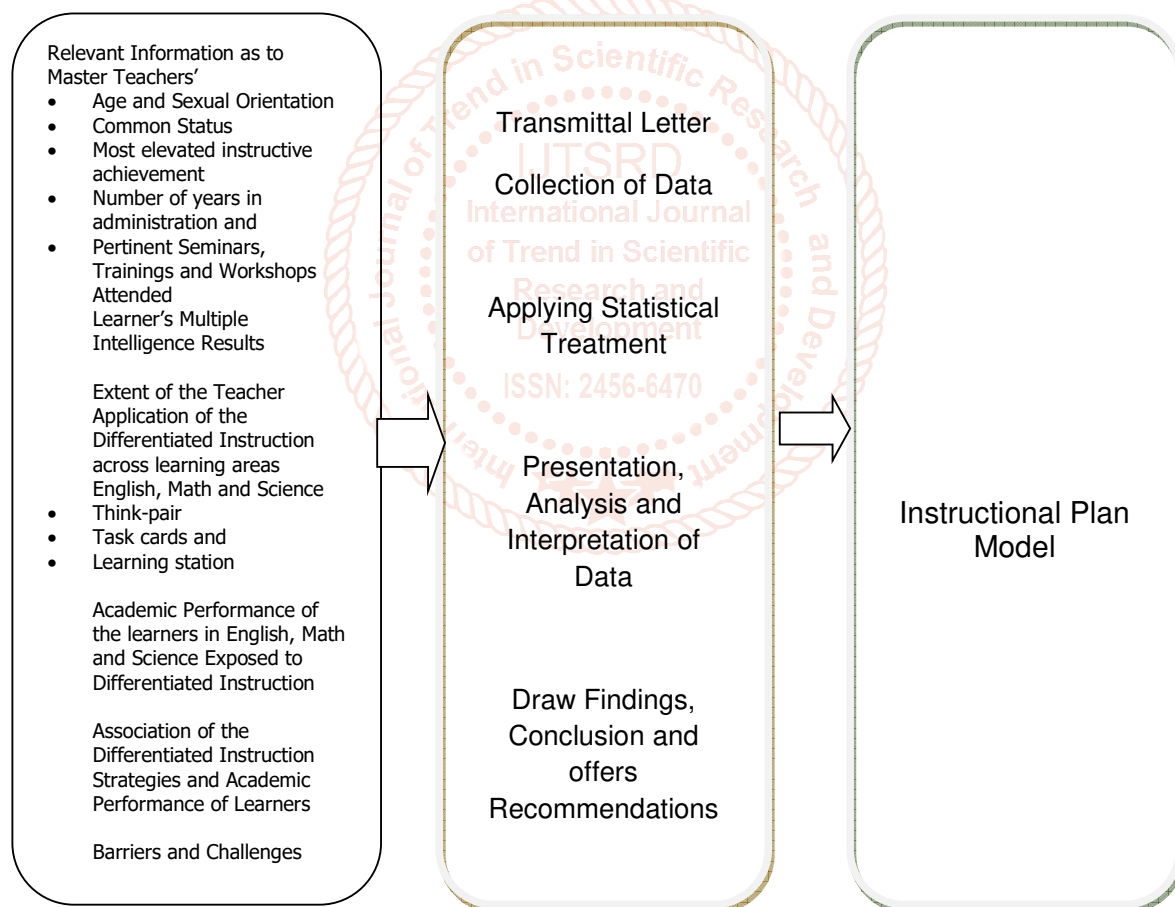 Relevant Information as to
Master Teachers'
• Age and Sexual Orientation
• Common Status
• Most elevated instructive
achievement
• Number of years in
administration and
• Pertinent Seminars,
Trainings and Workshops
Attended
Learner's Multiple
Intelligence Results
Extent of the Teacher
Application of the
Differentiated Instruction
across learning areas
English, Math and Science
• Think-pair
• Task cards and
• Learning station
Academic Performance of
the learners in English, Math
and Science Exposed to
Differentiated Instruction
Association of the
Differentiated Instruction
Strategies and Academic
Performance of Learners
Barriers and Challenges
Transmittal Letter
Collection of Data
Applying Statistical
Treatment
Presentation,
Analysis and
Interpretation of
Data
Draw Findings,
Conclusion and
offers
Recommendations
Instructional Plan
Model
International Journal of Trend in Scientific Research and Development
IJTSRD
International Journal
of Trend in Scientific
Research and
Development
ISSN: 2456-6470